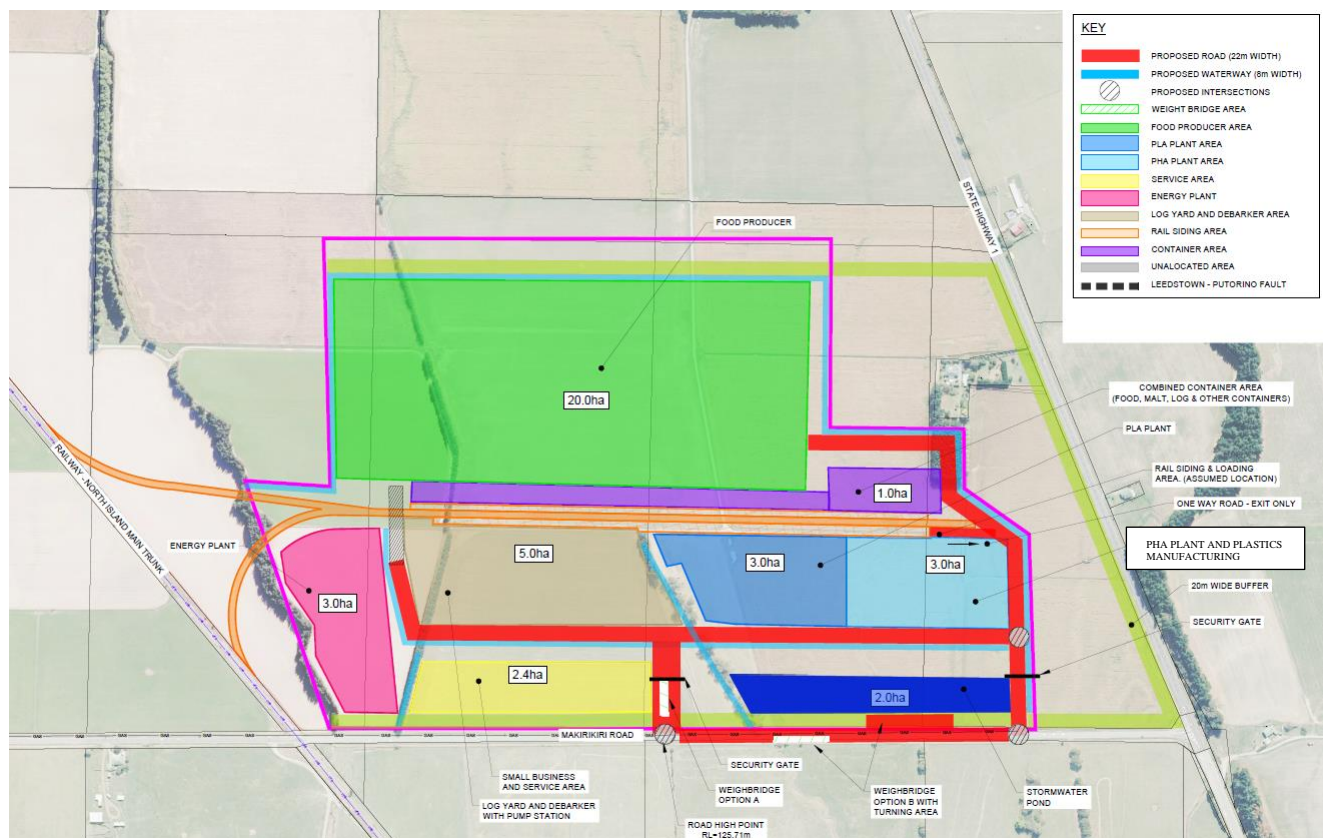 KEY
PROPOSED ROAD (22m WIDTH)
PROPOSED WATERWAY (8m WIDTH)
PROPOSED INTERSECTIONS
WEIGHT BRIDGE AREA
FOOD PRODUCER AREA
PLA PLANT AREA
PHA PLANT AREA
SERVICE AREA
ENERGY PLANT
LOG YARD AND DEBARKER AREA
RAIL SIDING AREA
CONTAINER AREA
UNALOCATED AREA
LEEDSTOWN - PUTORINO FAULT
STATE HIGHWAY 1
FOOD PRODUCER
20.0ha
COMBINED CONTAINER AREA
(FOOD, MALT, LOG & OTHER CONTAINERS)
PLA PLANT
RAIL SIDING & LOADING
AREA. (ASSUMED LOCATION)
1.0ha
ONE WAY ROAD - EXIT ONLY
RAILWAY - NORTH ISLAND MAIN TRUNK
ENERGY PLANT
5.0ha
3.0ha
3.0ha
PHA PLANT AND PLASTICS
MANUFACTURING
3.0ha
20m WIDE BUFFER
SECURITY GATE
2.4ha
2.0ha
MAKIRIKIRI ROAD
SECURITY GATE
SMALL BUSINESS
AND SERVICE AREA
LOG YARD AND DEBARKER
WITH PUMP STATION
WEIGHBRIDGE
OPTION A
WEIGHBRIDGE
OPTION B WITH
TURNING AREA
STORMWATER
POND
ROAD HIGH POINT
RL=125.71m